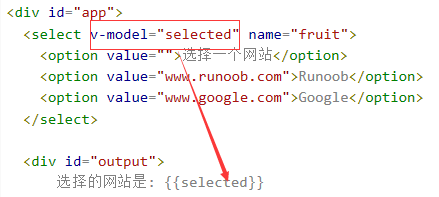 <div id="app">
<select v-model="selected" name="fruit">
<option value="">选择一个网站</option>
<option value="www.runoob.com">Runoob</option>
<option value="www.google.com">Google</option>
</select>
<div id="output">
选择的网站是: {{selected}}